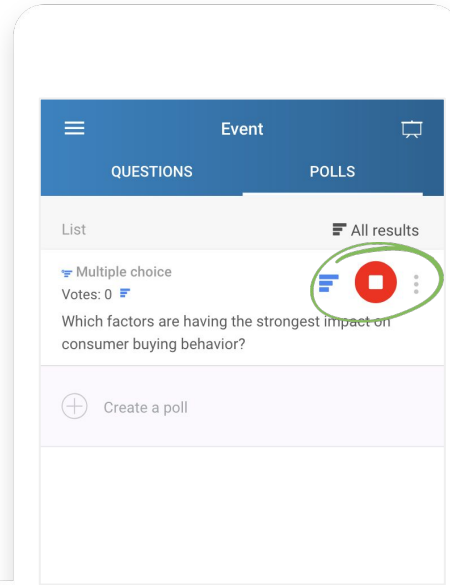 Event
QUESTIONS POLLS
List All results
Multiple choice
Votes: 0
Which factors are having the strongest impact on
consumer buying behavior?
Create a poll